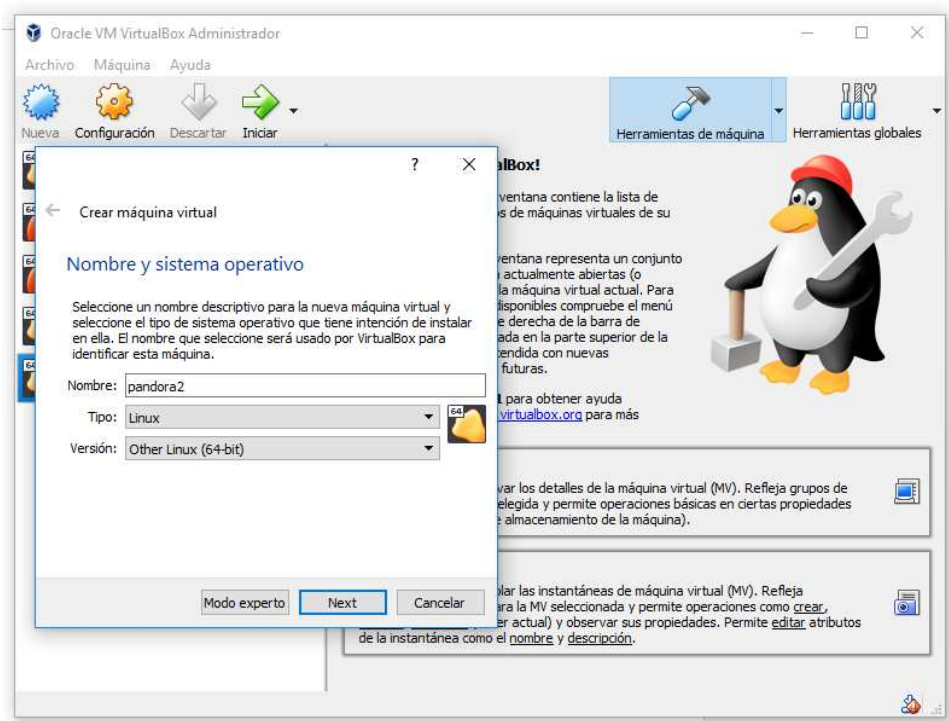 Oracle VM VirtualBox Administrador
Archivo Máquina Ayuda
Nueva Configuración Descartar Iniciar
Herramientas de máquina Herramientas globales
64
64
64
64
64
?
Crear máquina virtual
Nombre y sistema operativo
Seleccione un nombre descriptivo para la nueva máquina virtual y
seleccione el tipo de sistema operativo que tiene intención de instalar
en ella. El nombre que seleccione será usado por VirtualBox para
identificar esta máquina.
Nombre: pandora2
Tipo: Linux
64
Versión: Other Linux (64-bit)
Modo experto Next Cancelar
alBox!
ventana contiene la lista de
s de máquinas virtuales de su
ventana representa un conjunto
actualmente abiertas (o
la máquina virtual actual. Para
disponibles compruebe el menú
e derecha de la barra de
ada en la parte superior de la
tendida con nuevas
futuras.
para obtener ayuda
virtualbox.org para más
var los detalles de la máquina virtual (MV). Refleja grupos de
elegida y permite operaciones básicas en ciertas propiedades
e almacenamiento de la máquina).
lar las instantáneas de máquina virtual (MV). Refleja
ara la MV seleccionada y permite operaciones como crear,
er actual) y observar sus propiedades. Permite editar atributos
de la instantánea como el nombre y descripción.